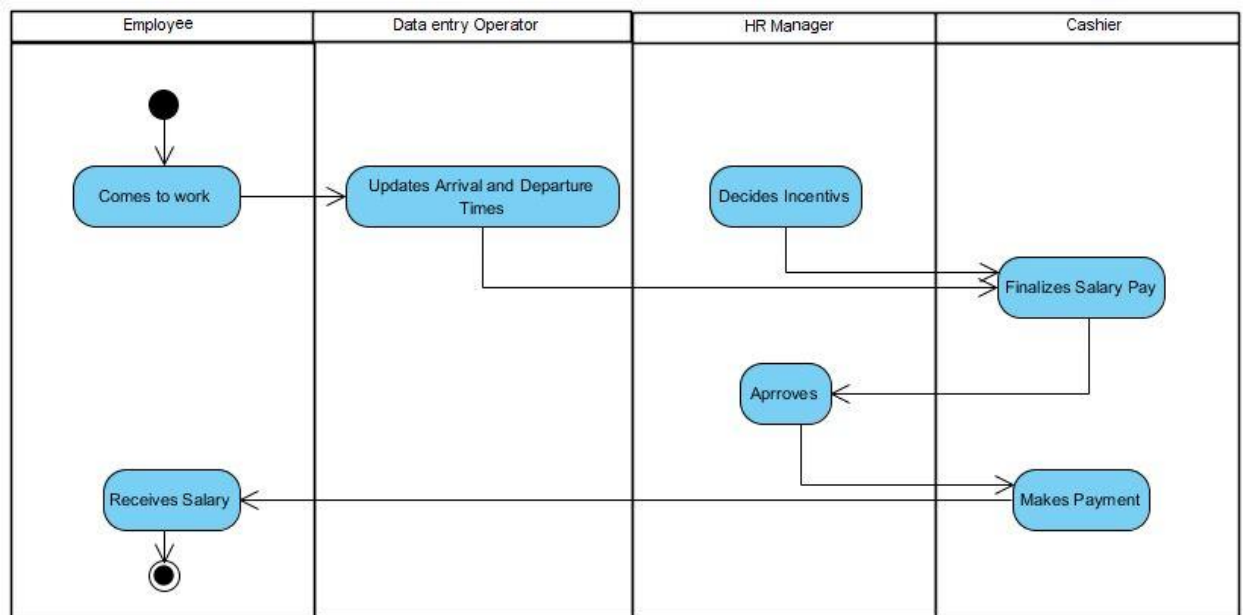 Employee
Data entry Operator
HR Manager
Cashier
Comes to work
Updates Arrival and Departure
Times
Decides Incentivs
Finalizes Salary Pay
Aprroves
Receives Salary
Makes Payment